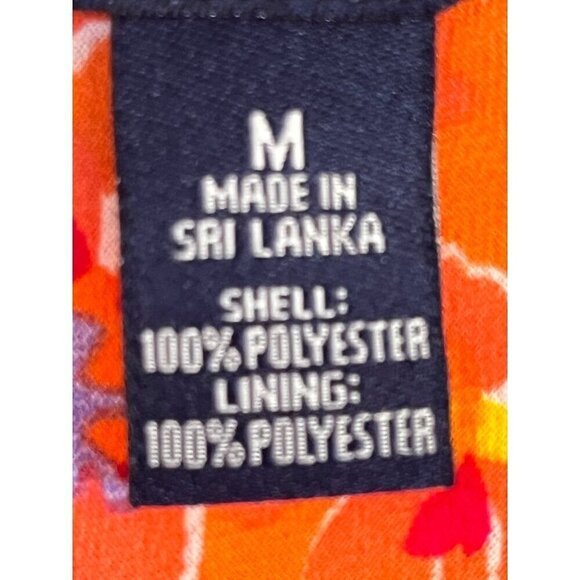 M
MADE IN
SRI LANKA
SHELL:
100% POLYESTER
LINING:
100% POLYESTER